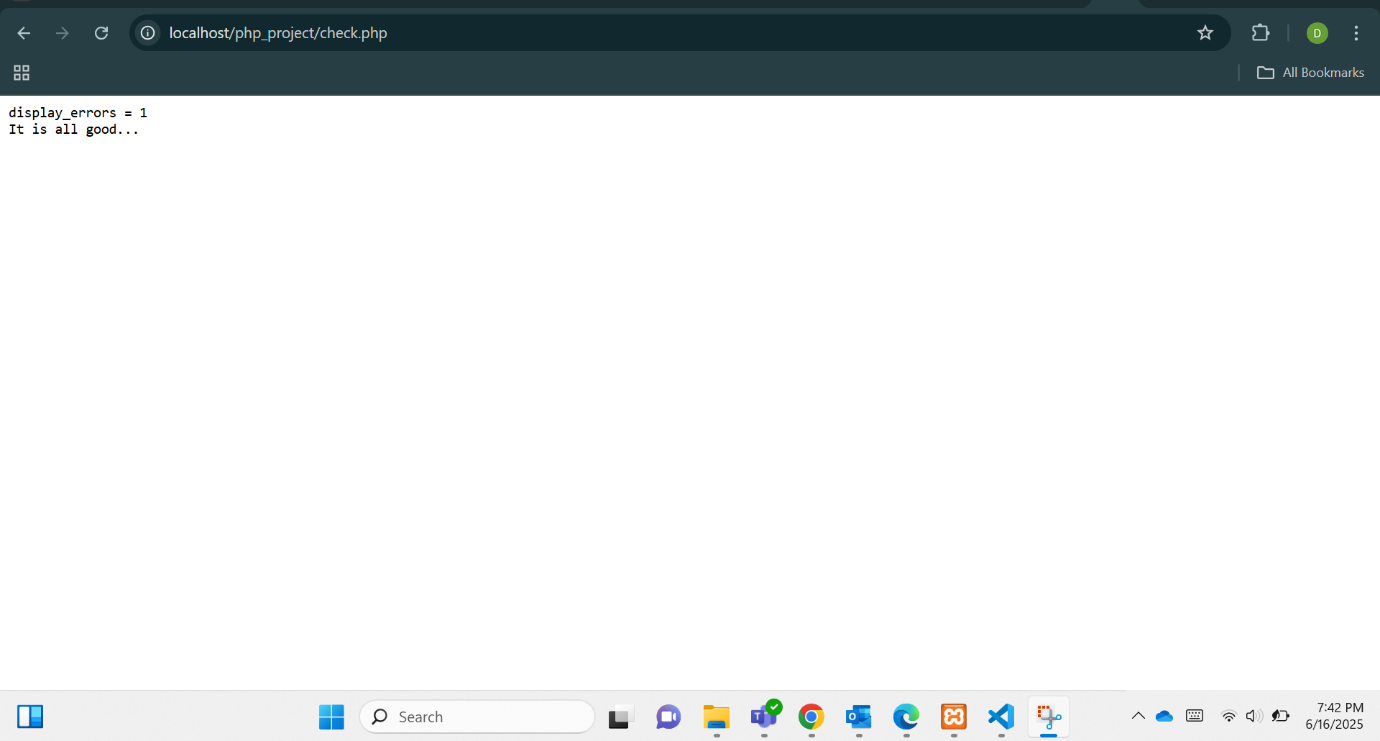 localhost/php_project/check.php
D
All Bookmarks
display_errors = 1
It is all good...
Search
7:42 PM
6/16/2025